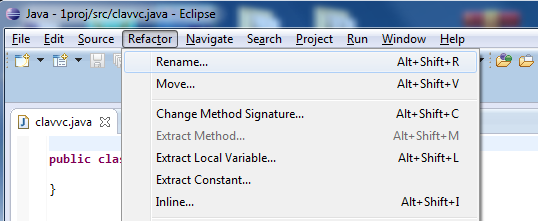 Java - 1proj/src/clavvc.java - Eclipse
File Edit Source Refactor Navigate Search Project Run Window Help
Rename... Alt+Shift+R
Move... Alt+Shift+V
Change Method Signature... Alt+Shift+C
clavvc.java
Extract Method... Alt+Shift+M
public clas
Extract Local Variable... Alt+Shift+L
Extract Constant...
}
Inline... Alt+Shift+I